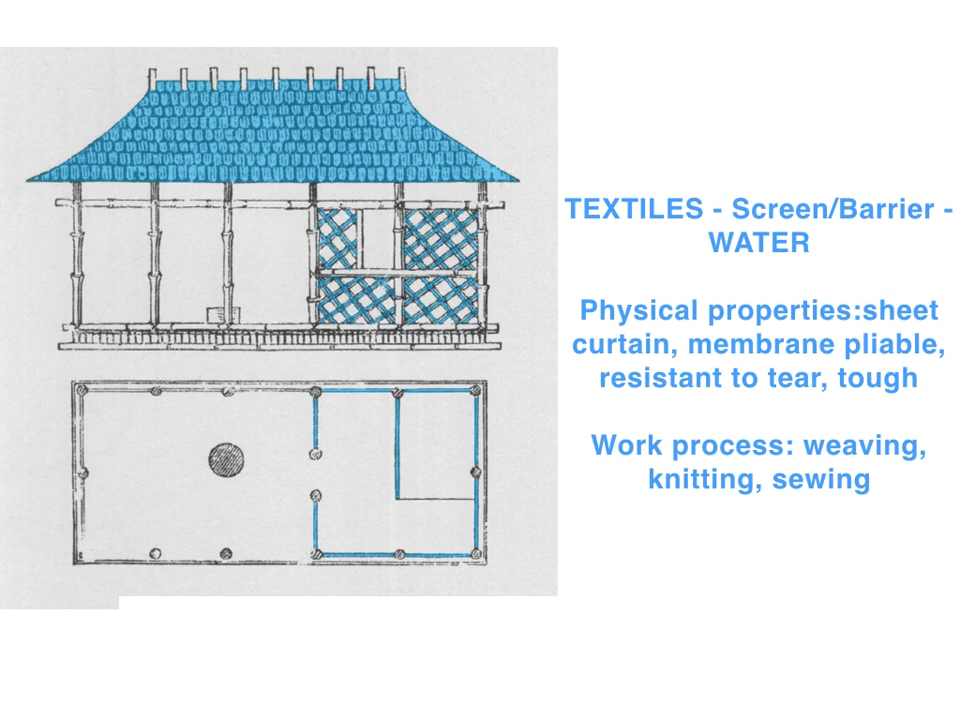 TEXTILES - Screen/Barrier -
WATER
Physical properties:sheet
curtain, membrane pliable,
resistant to tear, tough
Work process: weaving,
knitting, sewing